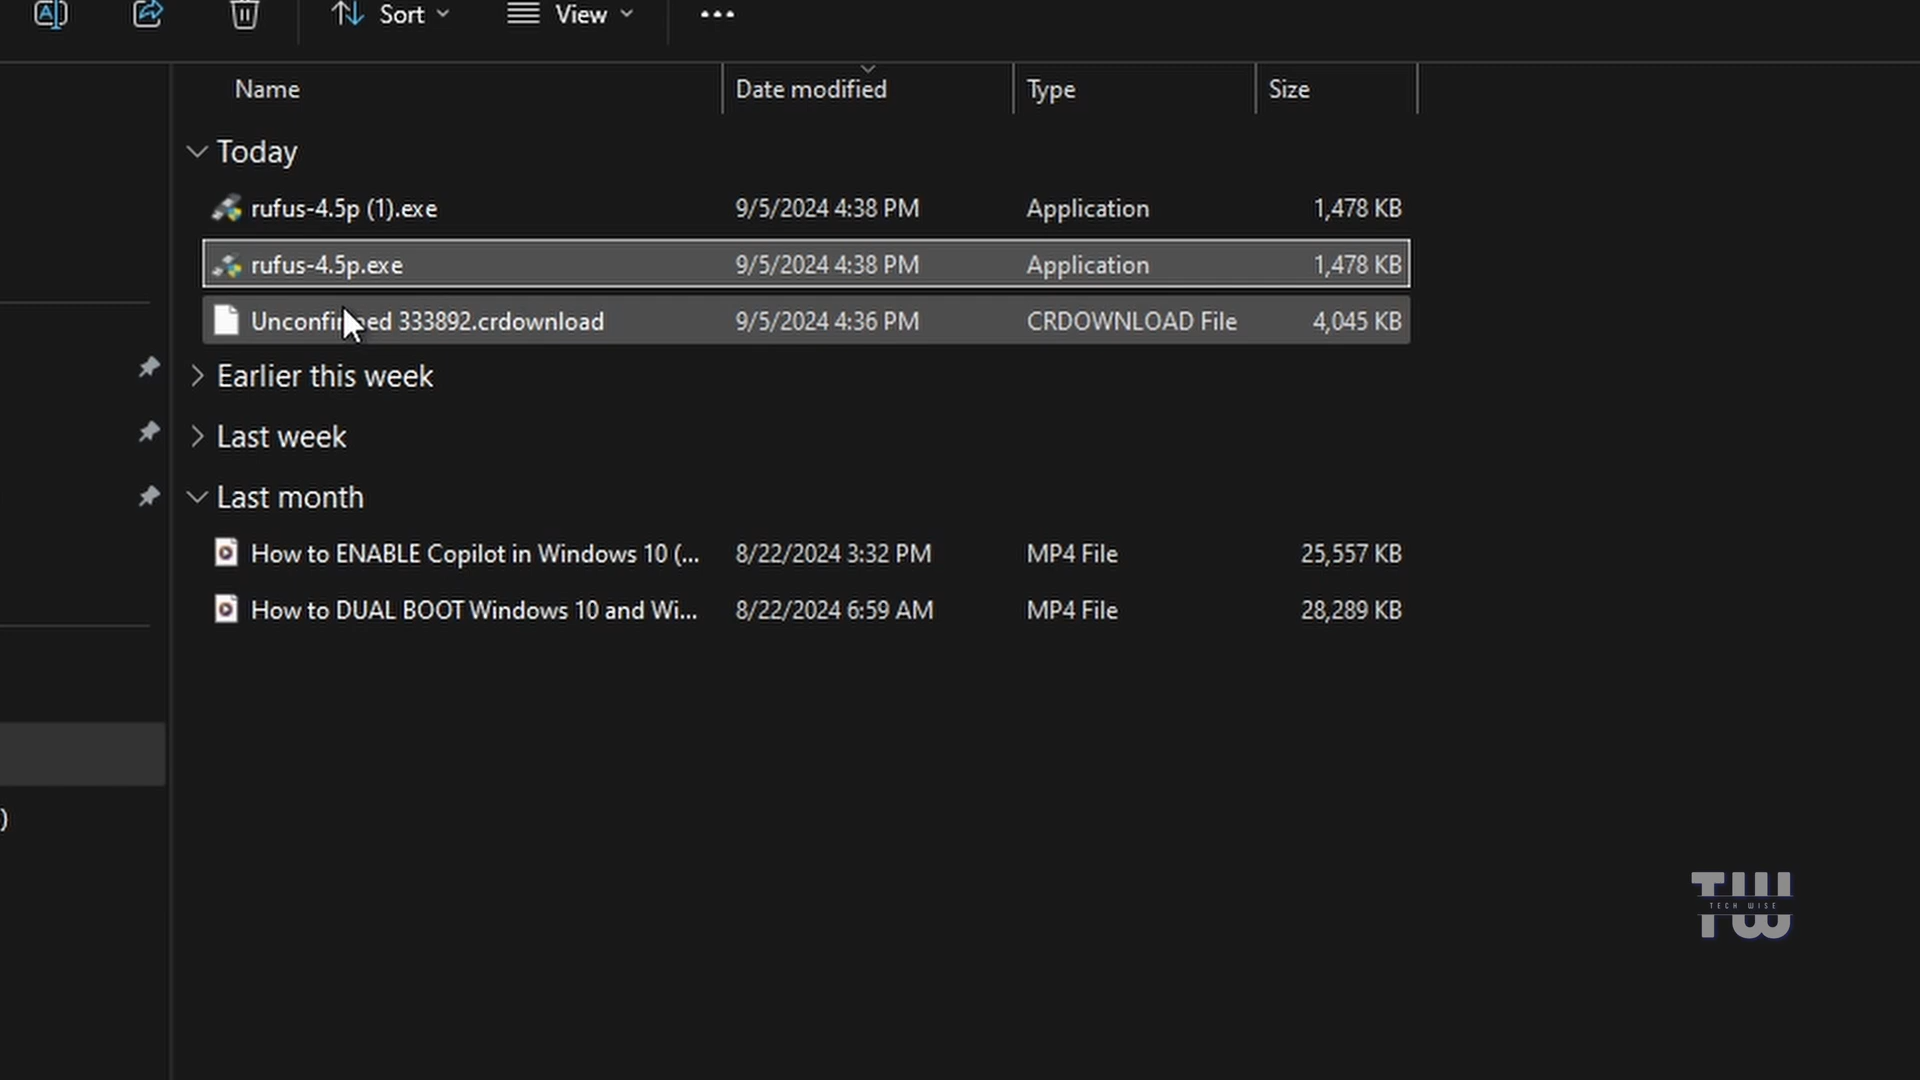 Sort
View
Name Date modified Type Size
Today
rufus-4.5p (1).exe 9/5/2024 4:38 PM Application 1,478 KB
rufus-4.5p.exe 9/5/2024 4:38 PM Application 1,478 KB
Unconfirmed 333892.crdownload 9/5/2024 4:36 PM CRDOWNLOAD File 4,045 KB
Earlier this week
Last week
Last month
How to ENABLE Copilot in Windows 10 (... 8/22/2024 3:32 PM MP4 File 25,557 KB
How to DUAL BOOT Windows 10 and Wi... 8/22/2024 6:59 AM MP4 File 28,289 KB
)
TW
TECH WISE